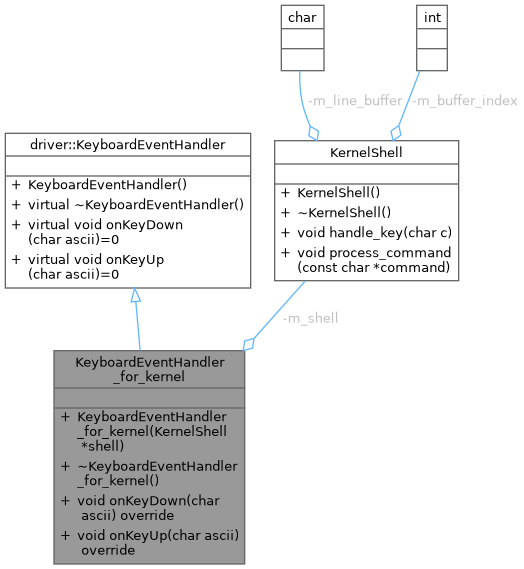 char
int
-m_line_buffer
-m_buffer_index
driver::KeyboardEventHandler
+ KeyboardEventHandler()
+ virtual ~KeyboardEventHandler()
+ virtual void onKeyDown
(char ascii)=0
+ virtual void onKeyUp
(char ascii)=0
KernelShell
+ KernelShell()
+ ~KernelShell()
+ void handle_key(char c)
+ void process_command
(const char *command)
-m_shell
KeyboardEventHandler
_for_kernel
+ KeyboardEventHandler
_for_kernel(KernelShell
*shell)
+ ~KeyboardEventHandler
_for_kernel()
+ void onKeyDown(char
ascii) override
+ void onKeyUp(char ascii)
override